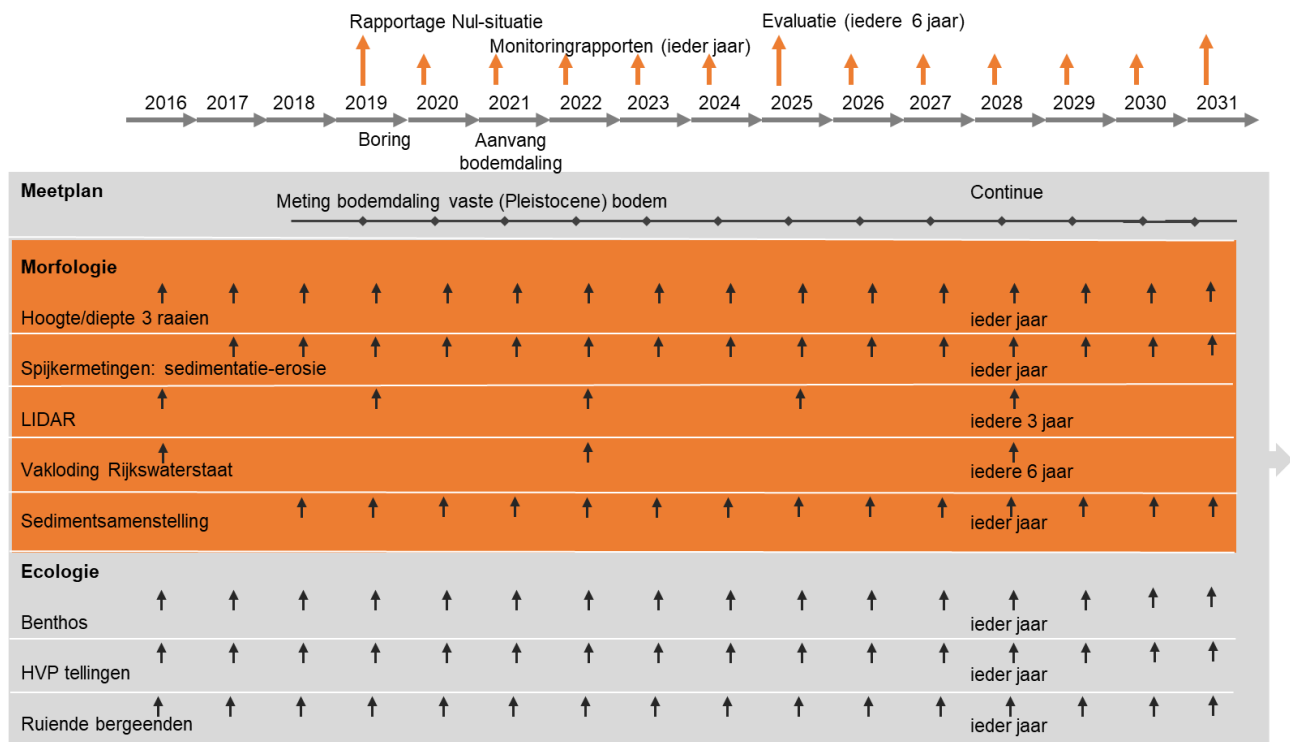 Rapportage Nul-situatie
Evaluatie (iedere 6 jaar)
Monitoringrapporten (ieder jaar)
2016 2017 2018 2019 2020 2021 2022 2023 2024 2025 2026 2027 2028 2029 2030 2031
Boring
Aanvang
bodemdaling
Meetplan
Meting bodemdaling vaste (Pleistocene) bodem
Continue
Morfologie
Hoogte/diepte 3 raaien
ieder jaar
Spijkermetingen: sedimentatie-erosie
ieder jaar
LIDAR
iedere 3 jaar
Vakloding Rijkswaterstaat
iedere 6 jaar
Sedimentsamenstelling
ieder jaar
Ecologie
Benthos
ieder jaar
HVP tellingen
ieder jaar
Ruiende bergeenden
ieder jaar